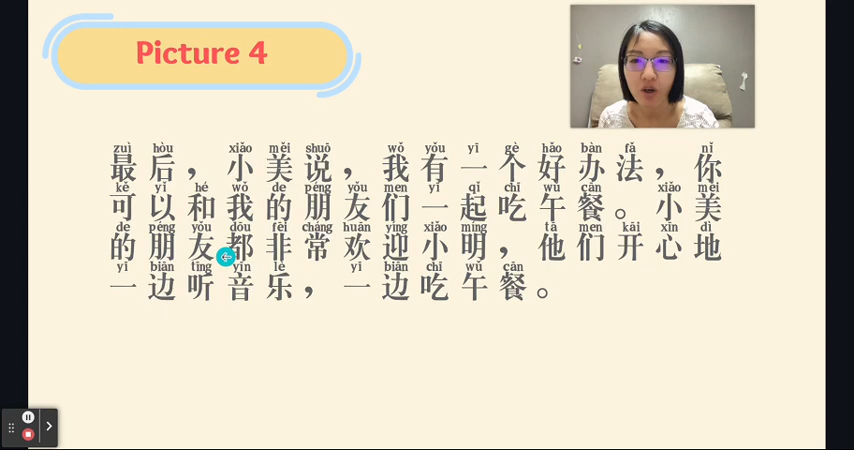 Picture 4
zuì hòu xiǎo měi shuō wǒ yǒu yī gè hǎo bàn fǎ nǐ
最后，小美说，我有一个好办法，你
kě yǐ hé wǒ de péng yǒu men yī qǐ chī wǔ cān xiǎo měi
可以和我的朋友们一起吃午餐。小美
de péng yǒu dōu fēi cháng huān yíng xiǎo míng tā men kāi xīn dì
的朋友都非常欢迎小明，他们开心地
yī biān tīng yīn lè yī biān chī wǔ cān
一边听音乐，一边吃午餐。